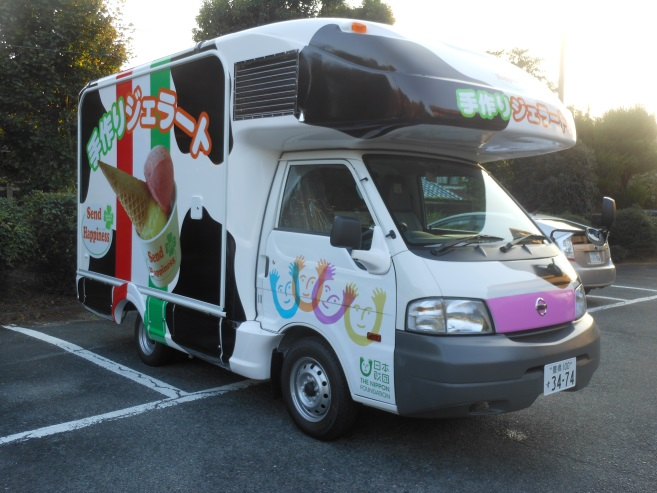 手作りジェラート
手作りジェラート
Send
Happiness
Send
Happiness
日本
財団
THE NIPPON
FOUNDATION
す 34-74